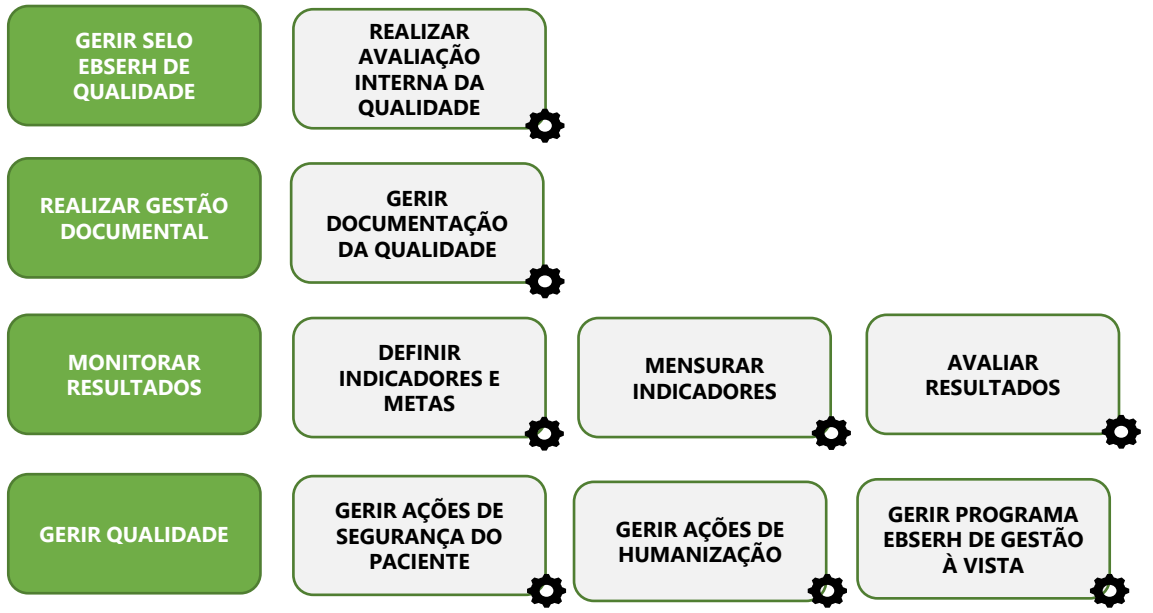 GERIR SELO
EBSERH DE
QUALIDADE
REALIZAR
AVALIAÇÃO
INTERNA DA
QUALIDADE
REALIZAR GESTÃO
DOCUMENTAL
GERIR
DOCUMENTAÇÃO
DA QUALIDADE
MONITORAR
RESULTADOS
DEFINIR
INDICADORES E
METAS
MENSURAR
INDICADORES
AVALIAR
RESULTADOS
GERIR QUALIDADE
GERIR AÇÕES DE
SEGURANÇA DO
PACIENTE
GERIR AÇÕES DE
HUMANIZAÇÃO
GERIR PROGRAMA
EBSERH DE GESTÃO
À VISTA